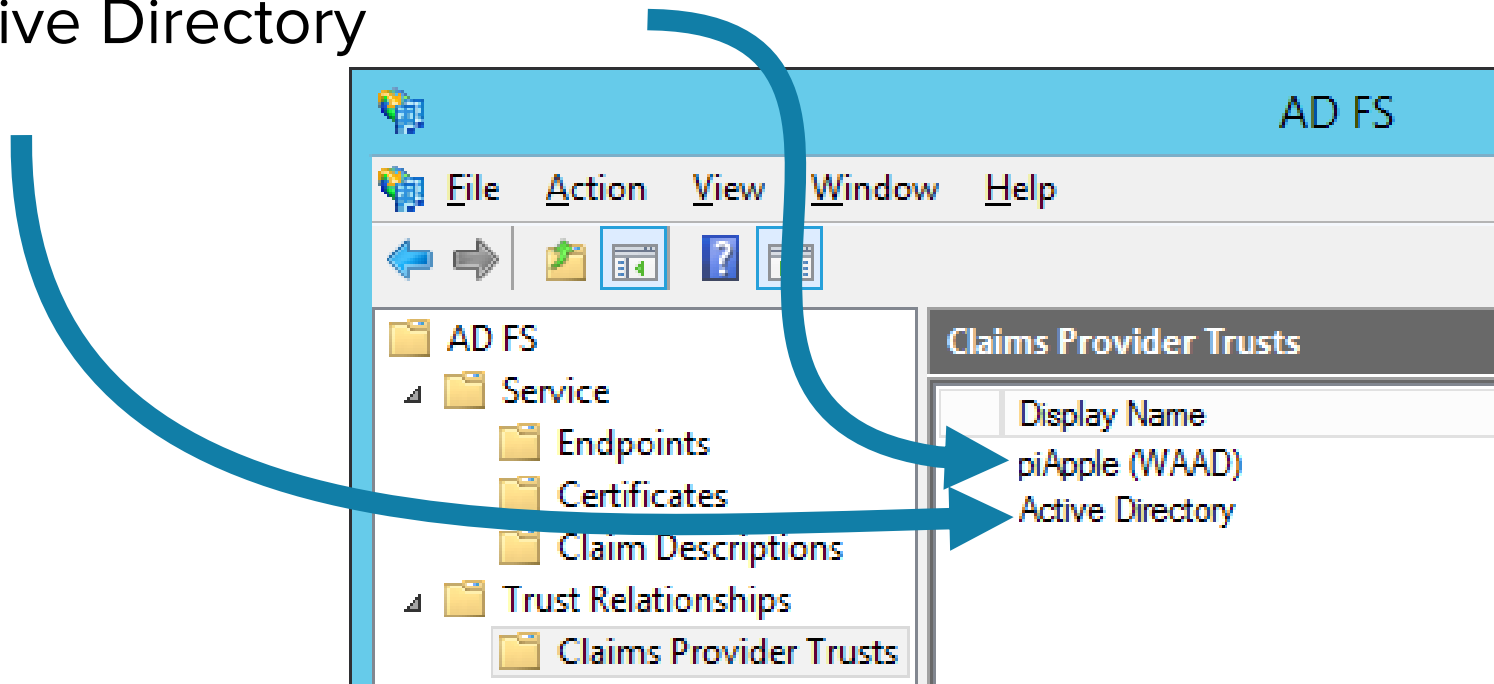 ive Directory
AD FS
File Action View Window Help
AD FS
Service
Endpoints
Certificates
Claim Descriptions
Trust Relationships
Claims Provider Trusts
Claims Provider Trusts
Display Name
piApple (WAAD)
Active Directory